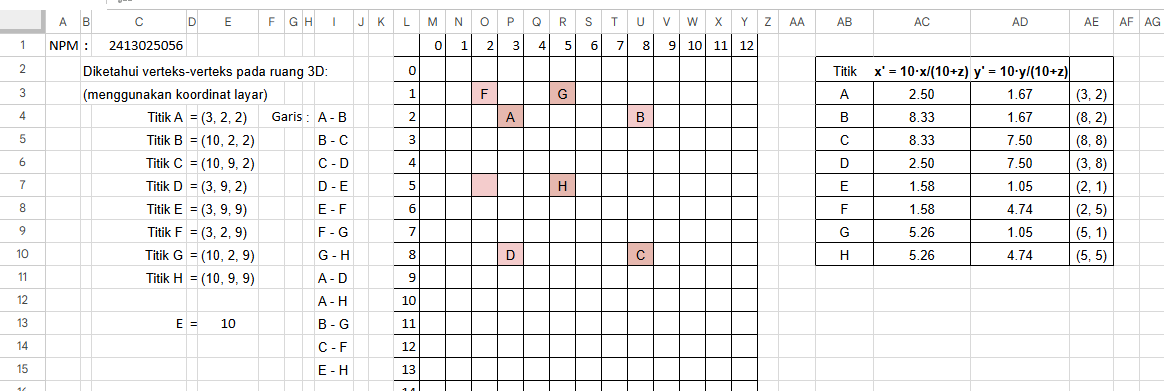 A B C D E F G H I J K L M N O P Q R S T U V W X Y Z AA AB AC AD AE AF AG
1 NPM : 2413025056 0 1 2 3 4 5 6 7 8 9 10 11 12
2 Diketahui verteks-verteks pada ruang 3D: 0 Titik x' = 10·x/(10+z) y' = 10·y/(10+z)
3 (menggunakan koordinat layar) 1 F G A 2.50 1.67 (3, 2)
4 Titik A = (3, 2, 2) Garis : A - B 2 A B B 8.33 1.67 (8, 2)
5 Titik B = (10, 2, 2) B - C 3 C 8.33 7.50 (8, 8)
6 Titik C = (10, 9, 2) C - D 4 D 2.50 7.50 (3, 8)
7 Titik D = (3, 9, 2) D - E 5 H E 1.58 1.05 (2, 1)
8 Titik E = (3, 9, 9) E - F 6 F 1.58 4.74 (2, 5)
9 Titik F = (3, 2, 9) F - G 7 G 5.26 1.05 (5, 1)
10 Titik G = (10, 2, 9) G - H 8 D C H 5.26 4.74 (5, 5)
11 Titik H = (10, 9, 9) A - D 9
12 A - H 10
13 E = 10 B - G 11
14 C - F 12
15 E - H 13